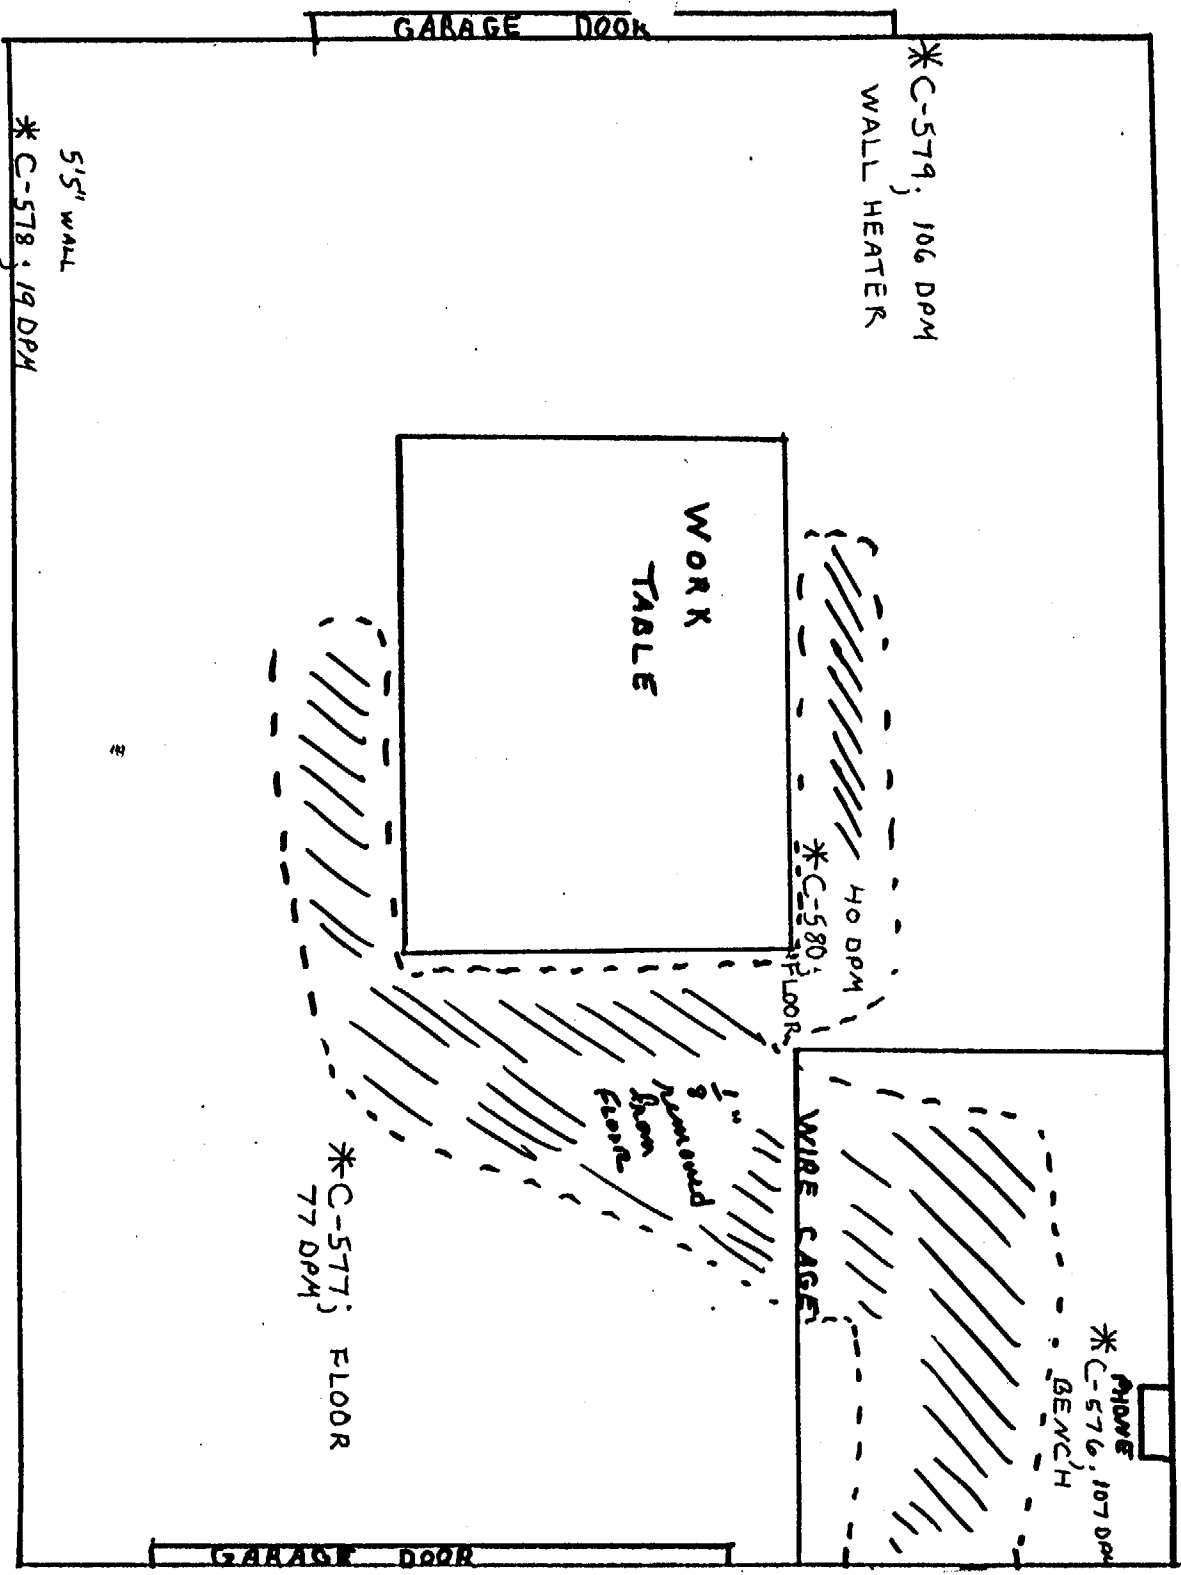 GARAGE DOOR
*C-579; 106 DPM
WALL HEATER
5'5" WALL
*C-578; 19 DPM
WORK
TABLE
40 DPM
*C-580;
FLOOR
1/8"
removed
from
FLOOR
WIRE CAGE
*C-577; FLOOR
77 DPM
PHONE
*C-576; 107 DPM
BENCH
GARAGE DOOR